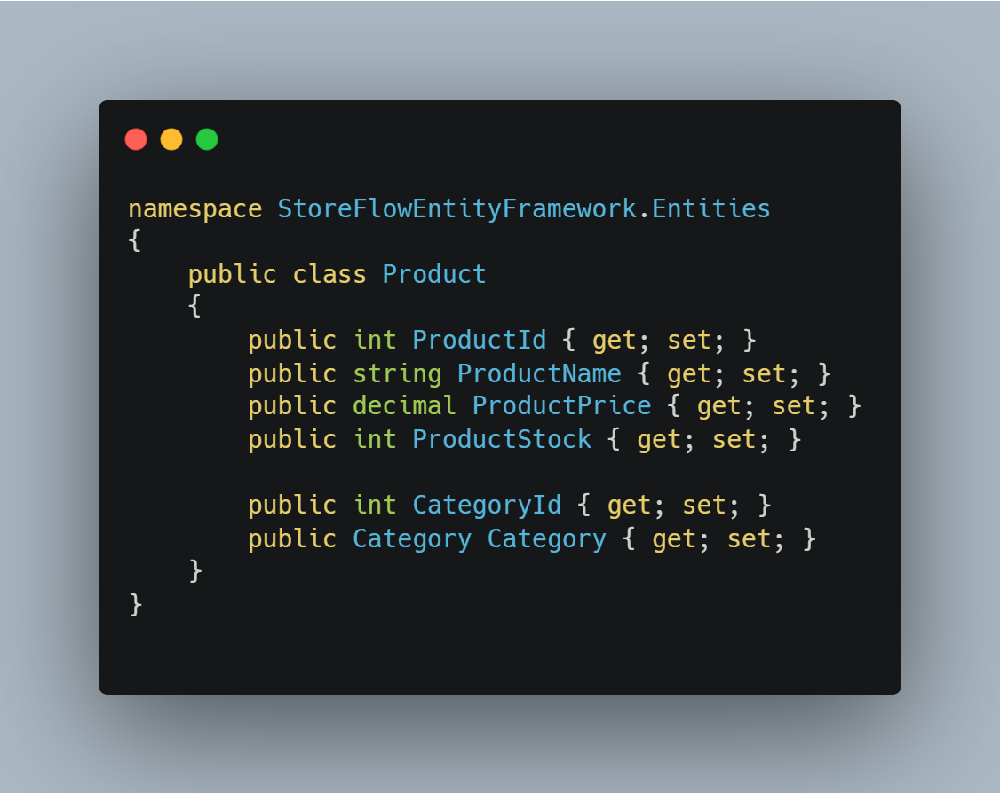 namespace StoreFlowEntityFramework.Entities
{
    public class Product
    {
        public int ProductId { get; set; }
        public string ProductName { get; set; }
        public decimal ProductPrice { get; set; }
        public int ProductStock { get; set; }

        public int CategoryId { get; set; }
        public Category Category { get; set; }
    }
}